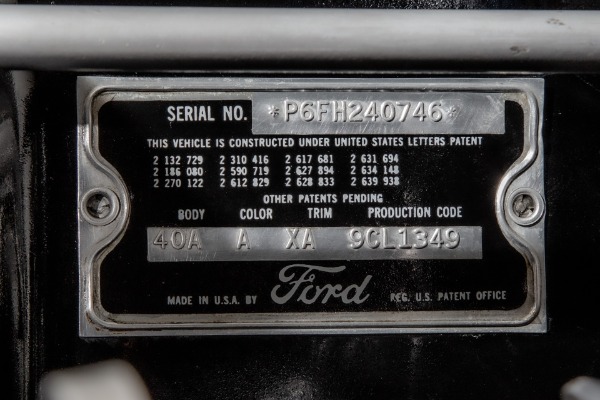 SERIAL NO. *P6FH240746*
THIS VEHICLE IS CONSTRUCTED UNDER UNITED STATES LETTERS PATENT
2 132 729 2 310 416 2 617 681 2 631 694
2 186 080 2 590 719 2 627 894 2 634 148
2 270 122 2 612 829 2 628 833 2 639 938
OTHER PATENTS PENDING
BODY COLOR TRIM PRODUCTION CODE
40A A XA 9CL1349
MADE IN U.S.A. BY Ford REG. U.S. PATENT OFFICE